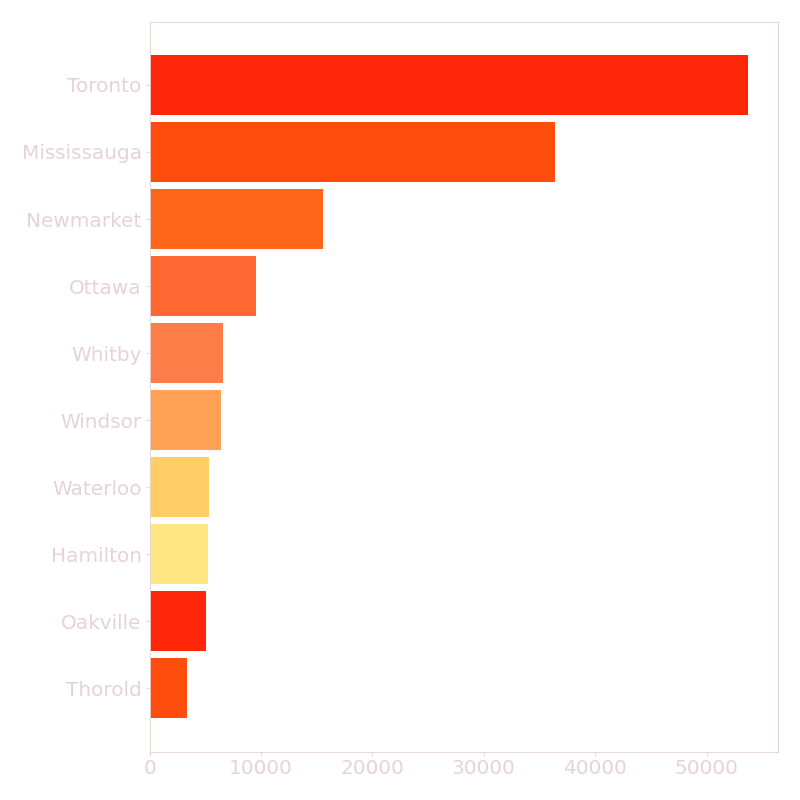 Toronto
Mississauga
Newmarket
Ottawa
Whitby
Windsor
Waterloo
Hamilton
Oakville
Thorold
0 10000 20000 30000 40000 50000